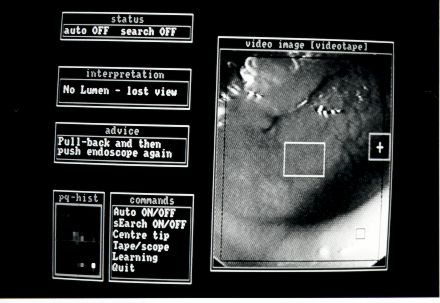 status
auto OFF search OFF
interpretation
No Lumen - lost view
advice
Pull-back and then
push endoscope again
pq-hist
commands
Auto ON/OFF
sEarch ON/OFF
Centre tip
Tape/scope
Learning
Quit
video image [videotape]